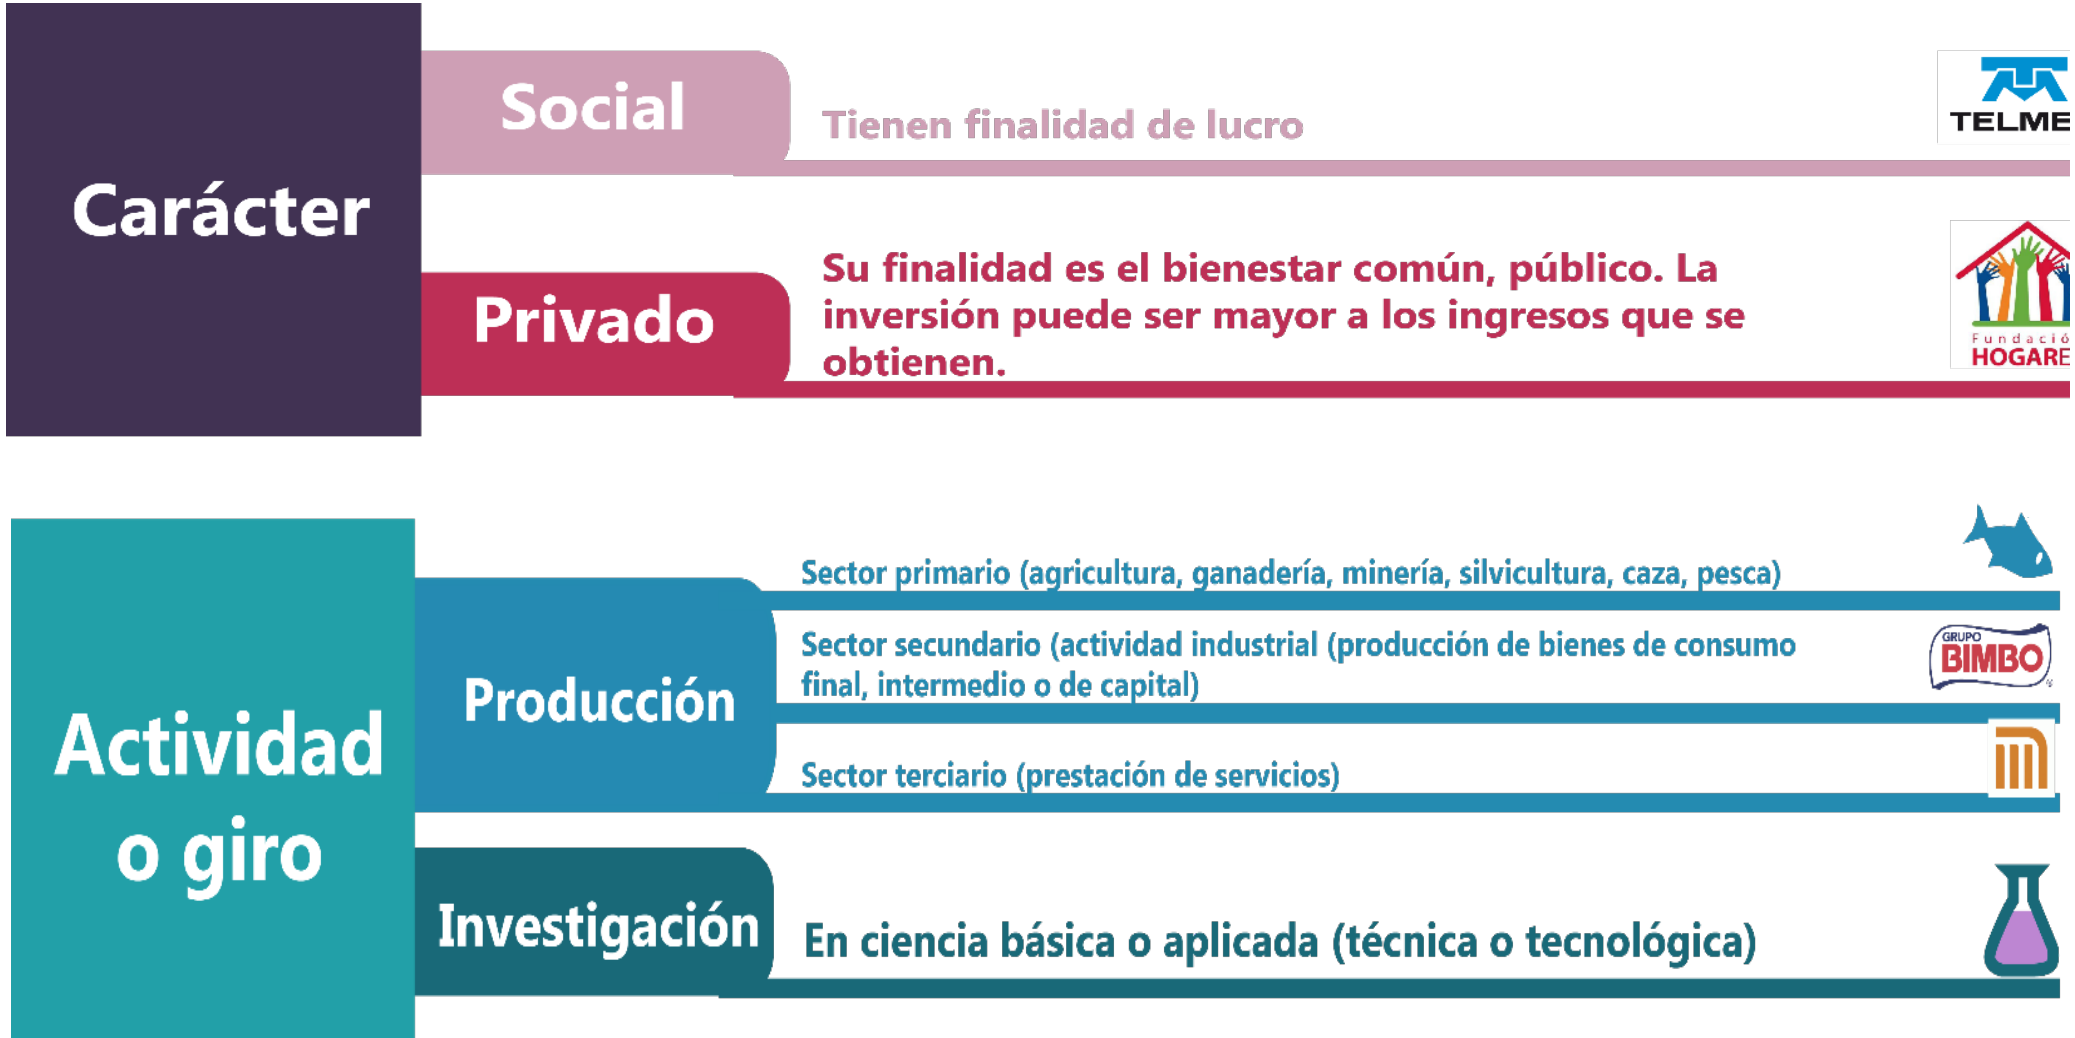 Carácter
Social
Tienen finalidad de lucro
TELME
Privado
Su finalidad es el bienestar común, público. La
inversión puede ser mayor a los ingresos que se
obtienen.
Fundació
HOGARE
Actividad
o giro
Producción
Sector primario (agricultura, ganadería, minería, silvicultura, caza, pesca)
Sector secundario (actividad industrial (producción de bienes de consumo
final, intermedio o de capital)
GRUPO
BIMBO
Sector terciario (prestación de servicios)
Investigación
En ciencia básica o aplicada (técnica o tecnológica)